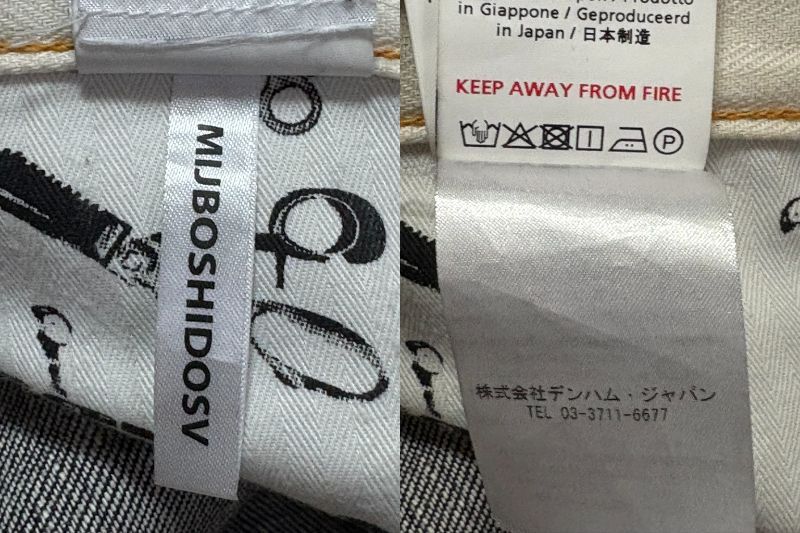 MIJBOSHIDOSV
in Giappone / Geproduceerd
in Japan / 日本制造
KEEP AWAY FROM FIRE
P
株式会社デンハム・ジャパン
TEL 03-3711-6677